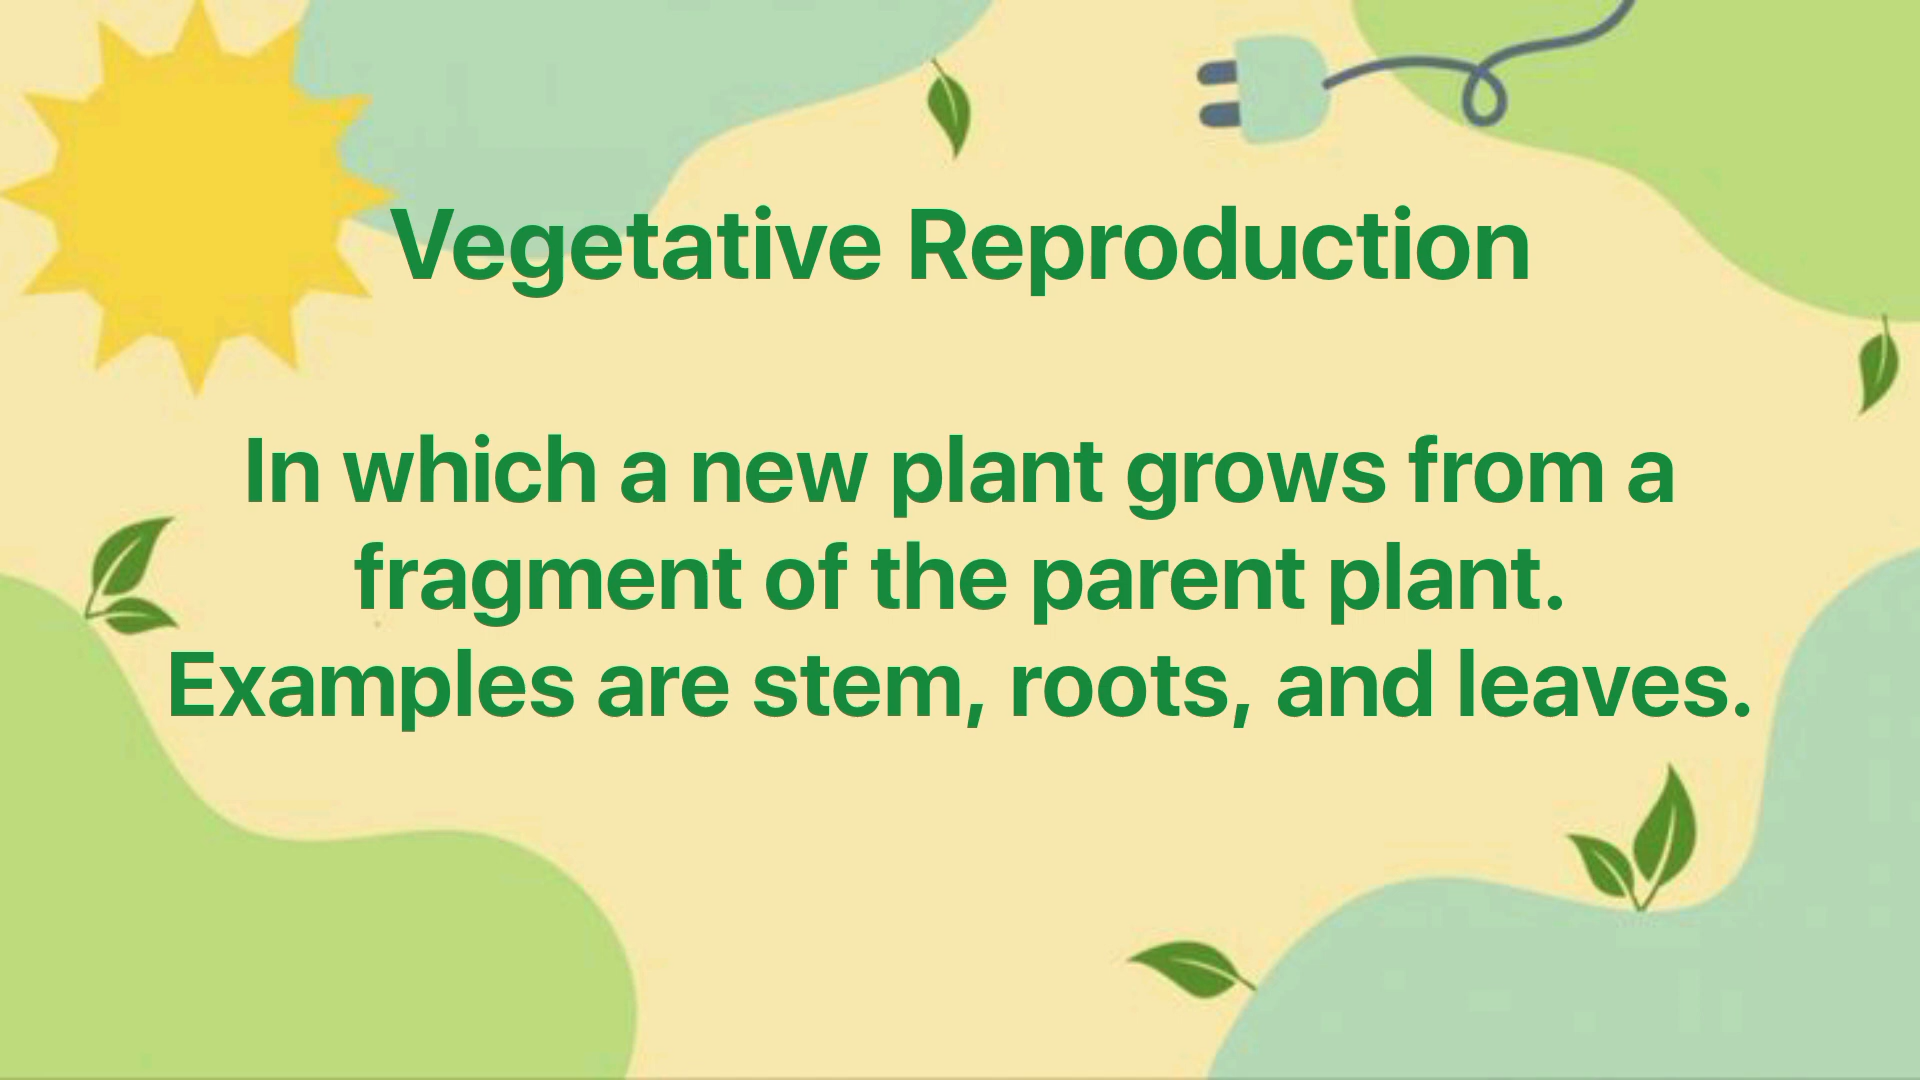 Vegetative Reproduction
In which a new plant grows from a
fragment of the parent plant.
Examples are stem, roots, and leaves.